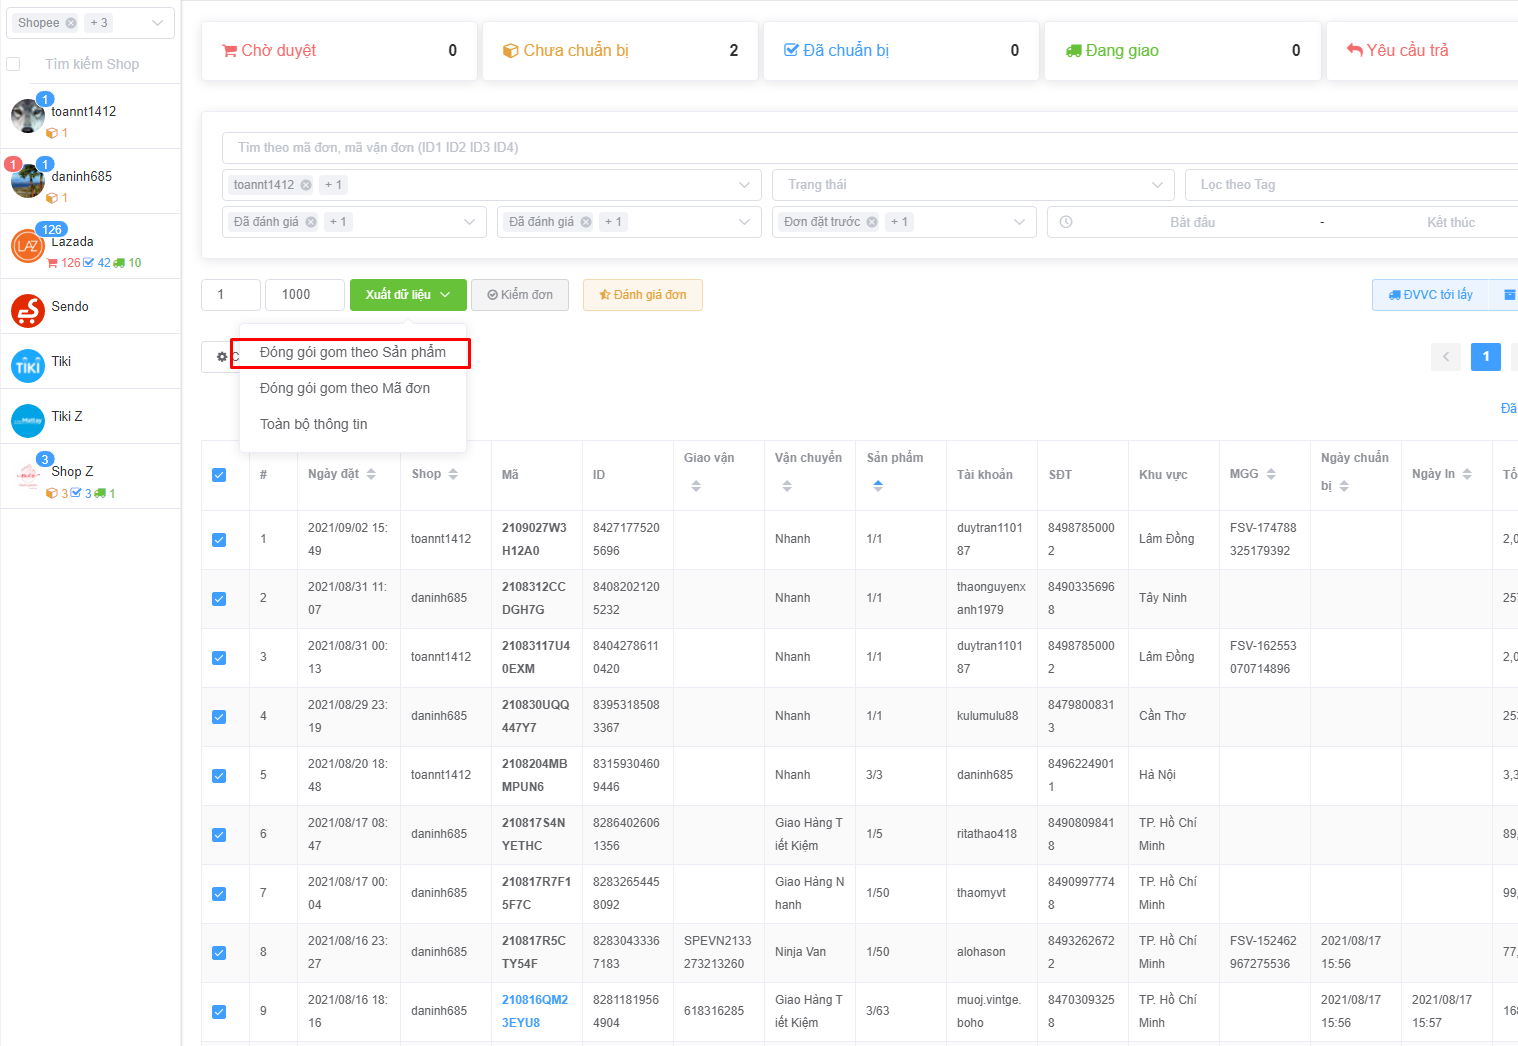 Shopee + 3
Tìm kiếm Shop
1
toannt1412
1
1 1
daninh685
1
126
Lazada
126 42 10
Sendo
Tiki
Tiki Z
3
Shop Z
3 3 1
Chờ duyệt 0
Chưa chuẩn bị 2
Đã chuẩn bị 0
Đang giao 0
Yêu cầu trả
Tìm theo mã đơn, mã vận đơn (ID1 ID2 ID3 ID4)
toannt1412 + 1 Trạng thái Lọc theo Tag
Đã đánh giá + 1 Đã đánh giá + 1 Đơn đặt trước + 1 Bắt đầu - Kết thúc
1 1000 Xuất dữ liệu Kiểm đơn Đánh giá đơn ĐVVC tới lấy
Đóng gói gom theo Sản phẩm
Đóng gói gom theo Mã đơn
Toàn bộ thông tin
C
1
Đã
# Ngày đặt Shop Mã ID Giao vận Vận chuyển Sản phẩm Tài khoản SĐT Khu vực MGG Ngày chuẩn bị Ngày In Tổ
1 2021/09/02 15:49 toannt1412 2109027W3H12A0 84271775205696 Nhanh 1/1 duytran110187 84987850002 Lâm Đồng FSV-174788325179392 2,0
2 2021/08/31 11:07 daninh685 2108312CCDGH7G 84082021205232 Nhanh 1/1 thaonguyenxanh1979 84903356968 Tây Ninh 257
3 2021/08/31 00:13 toannt1412 21083117U40EXM 84042786110420 Nhanh 1/1 duytran110187 84987850002 Lâm Đồng FSV-162553070714896 2,0
4 2021/08/29 23:19 daninh685 210830UQQ447Y7 83953185083367 Nhanh 1/1 kulumulu88 84798008313 Cần Thơ 253
5 2021/08/20 18:48 toannt1412 2108204MBMPUN6 83159304609446 Nhanh 3/3 daninh685 84962249011 Hà Nội 3,3
6 2021/08/17 08:47 daninh685 210817S4NYETHC 82864026061356 Giao Hàng Tiết Kiệm 1/5 ritathao418 84908098418 TP. Hồ Chí Minh 89,
7 2021/08/17 00:04 daninh685 210817R7F15F7C 82832654458092 Giao Hàng Nhanh 1/50 thaomyvt 84909977748 TP. Hồ Chí Minh 99,
8 2021/08/16 23:27 daninh685 210817R5CTY54F 82830433367183 SPEVN2133273213260 Ninja Van 1/50 alohason 84932626722 TP. Hồ Chí Minh FSV-152462967275536 2021/08/17 15:56 77,
9 2021/08/16 18:16 daninh685 210816QM23EYU8 82811819564904 618316285 Giao Hàng Tiết Kiệm 3/63 muoj.vintge.boho 84703093258 TP. Hồ Chí Minh 2021/08/17 15:56 2021/08/17 15:57 168